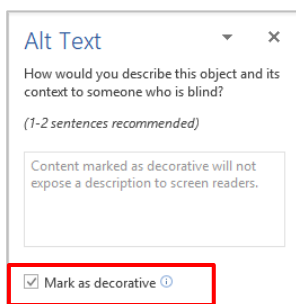 Alt Text
How would you describe this object and its
context to someone who is blind?
(1-2 sentences recommended)
Content marked as decorative will not
expose a description to screen readers.
Mark as decorative